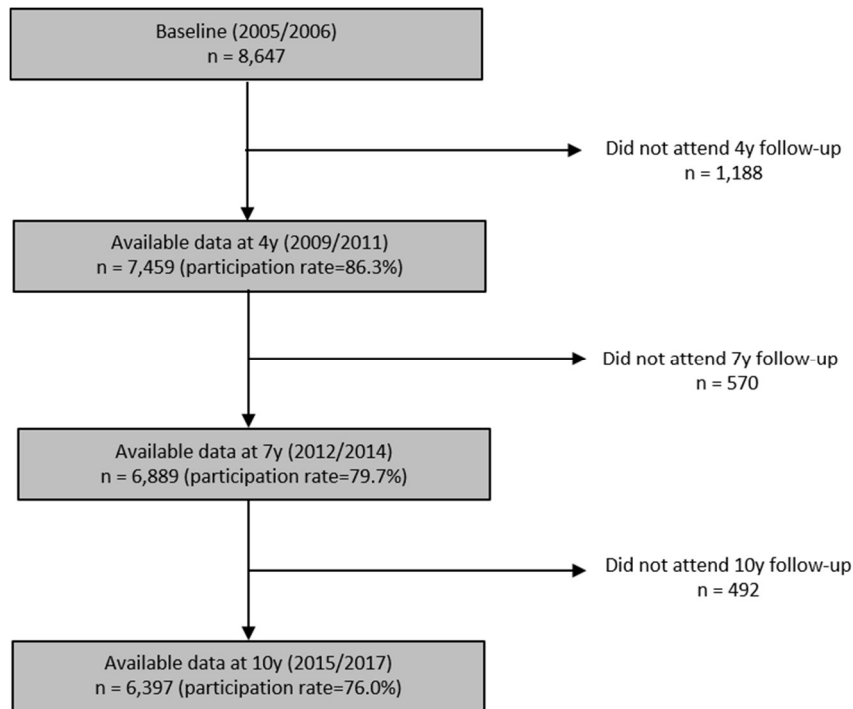 Baseline (2005/2006)
n = 8,647
Did not attend 4y follow-up
n = 1,188
Available data at 4y (2009/2011)
n = 7,459 (participation rate=86.3%)
Did not attend 7y follow-up
n = 570
Available data at 7y (2012/2014)
n = 6,889 (participation rate=79.7%)
Did not attend 10y follow-up
n = 492
Available data at 10y (2015/2017)
n = 6,397 (participation rate=76.0%)